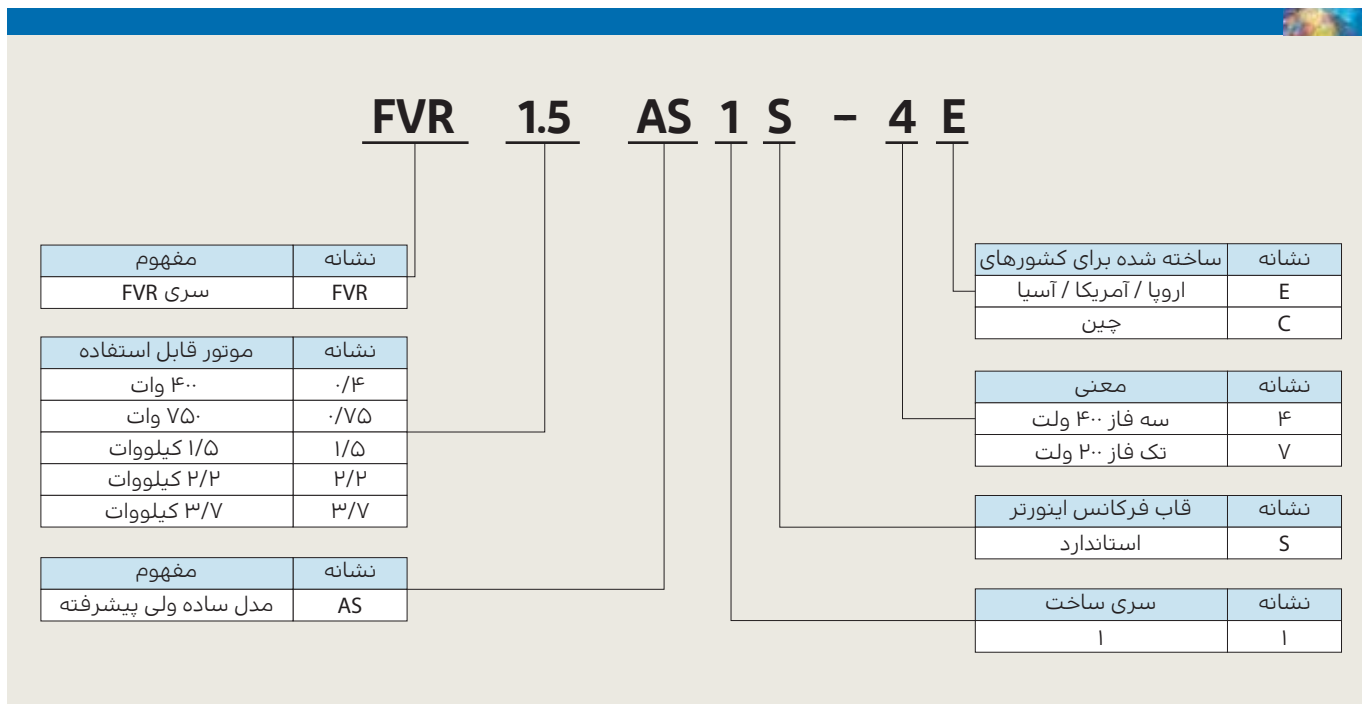 FVR 1.5 AS 1 S - 4 E
نشانه مفهوم
FVR سری FVR
نشانه موتور قابل استفاده
۰/۴ ۴۰۰ وات
۰/۷۵ ۷۵۰ وات
۱/۵ ۱/۵ کیلووات
۲/۲ ۲/۲ کیلووات
۳/۷ ۳/۷ کیلووات
نشانه مفهوم
AS مدل ساده ولی پیشرفته
نشانه ساخته شده برای کشورهای
E اروپا / آمریکا / آسیا
C چین
نشانه معنی
۴ سه فاز ۴۰۰ ولت
۷ تک فاز ۲۰۰ ولت
نشانه قاب فرکانس اینورتر
S استاندارد
نشانه سری ساخت
۱ ۱